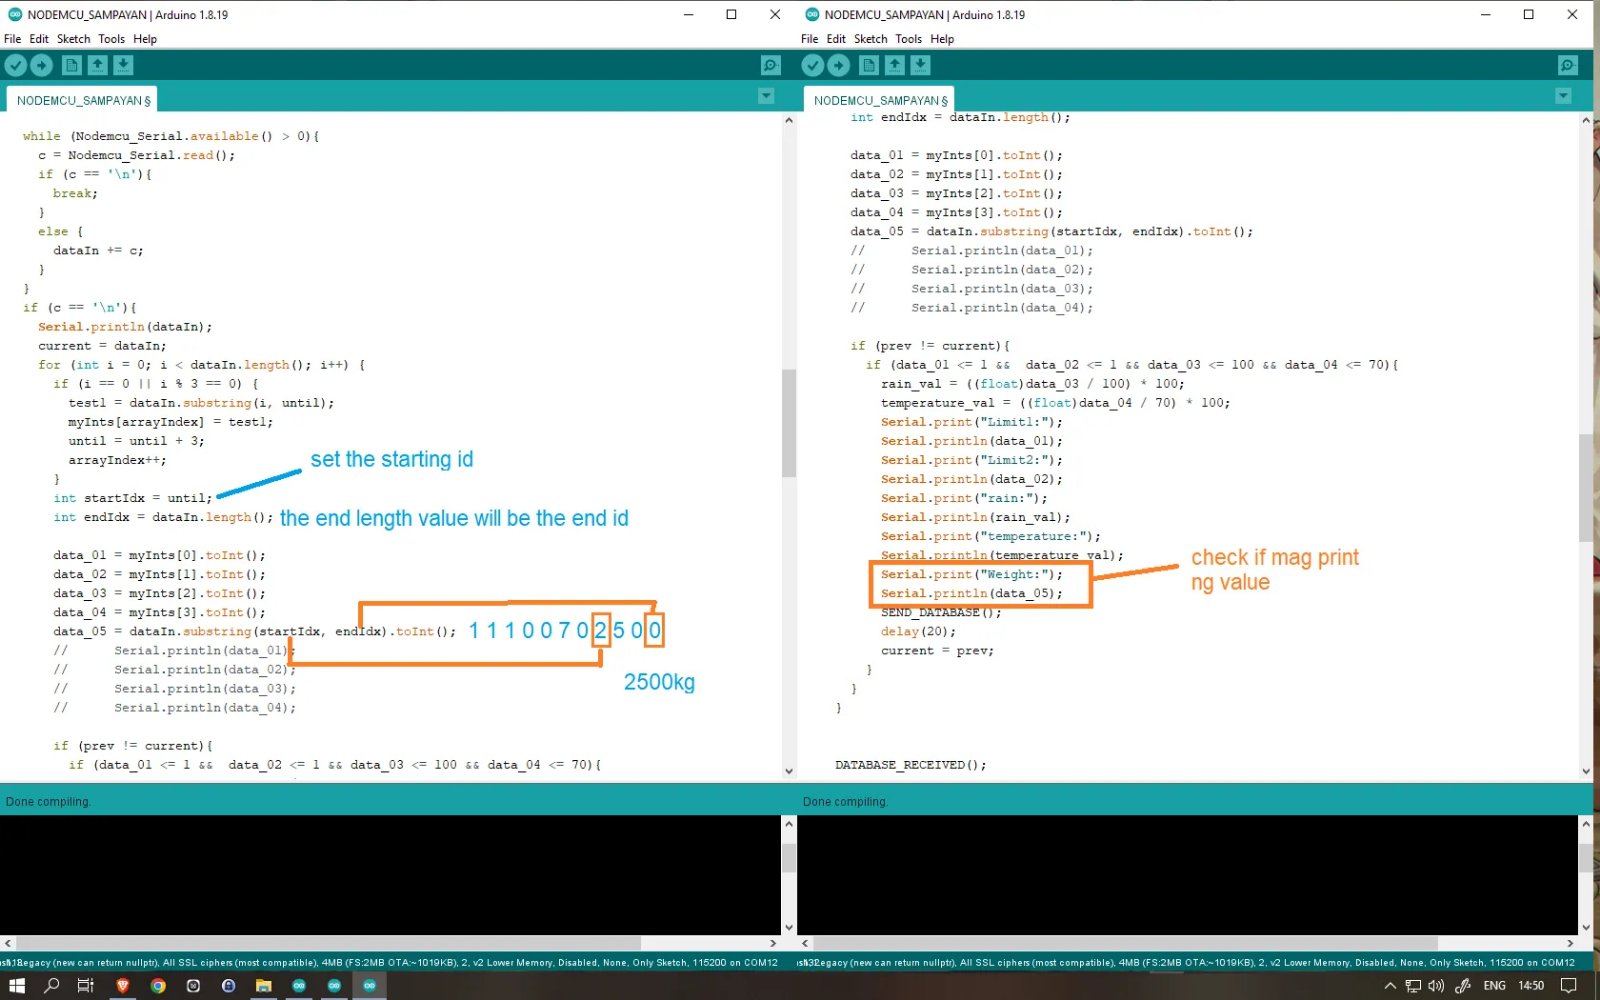 NODEMCU_SAMPAYAN | Arduino 1.8.19
File Edit Sketch Tools Help
NODEMCU_SAMPAYAN §
while (Nodemcu_Serial.available() > 0){
c = Nodemcu_Serial.read();
if (c == '\n'){
break;
}
else {
dataIn += c;
}
}
if (c == '\n'){
Serial.println(dataIn);
current = dataIn;
for (int i = 0; i < dataIn.length(); i++) {
if (i == 0 || i % 3 == 0) {
test1 = dataIn.substring(i, until);
myInts[arrayIndex] = test1;
until = until + 3;
arrayIndex++;
}
set the starting id
int startIdx = until;
int endIdx = dataIn.length(); the end length value will be the end id
data_01 = myInts[0].toInt();
data_02 = myInts[1].toInt();
data_03 = myInts[2].toInt();
data_04 = myInts[3].toInt();
data_05 = dataIn.substring(startIdx, endIdx).toInt(); 1 1 1 0 0 7 0 2 5 0 0
// Serial.println(data_01);
// Serial.println(data_02);
// Serial.println(data_03);
// Serial.println(data_04);
2500kg
if (prev != current){
if (data_01 <= 1 && data_02 <= 1 && data_03 <= 100 && data_04 <= 70){
Done compiling.
Legacy (new can return nullptr), All SSL ciphers (most compatible), 4MB (FS:2MB OTA:~1019KB), 2, v2 Lower Memory, Disabled, None, Only Sketch, 115200 on COM12
NODEMCU_SAMPAYAN | Arduino 1.8.19
File Edit Sketch Tools Help
NODEMCU_SAMPAYAN §
int endIdx = dataIn.length();
data_01 = myInts[0].toInt();
data_02 = myInts[1].toInt();
data_03 = myInts[2].toInt();
data_04 = myInts[3].toInt();
data_05 = dataIn.substring(startIdx, endIdx).toInt();
// Serial.println(data_01);
// Serial.println(data_02);
// Serial.println(data_03);
// Serial.println(data_04);
if (prev != current){
if (data_01 <= 1 && data_02 <= 1 && data_03 <= 100 && data_04 <= 70){
rain_val = ((float)data_03 / 100) * 100;
temperature_val = ((float)data_04 / 70) * 100;
Serial.print("Limit1:");
Serial.println(data_01);
Serial.print("Limit2:");
Serial.println(data_02);
Serial.print("rain:");
Serial.println(rain_val);
Serial.print("temperature:");
Serial.println(temperature_val);
Serial.print("Weight:");
Serial.println(data_05);
check if mag print
ng value
SEND_DATABASE();
delay(20);
current = prev;
}
}
}
DATABASE_RECEIVED();
Done compiling.
Legacy (new can return nullptr), All SSL ciphers (most compatible), 4MB (FS:2MB OTA:~1019KB), 2, v2 Lower Memory, Disabled, None, Only Sketch, 115200 on COM12
ENG 14:50